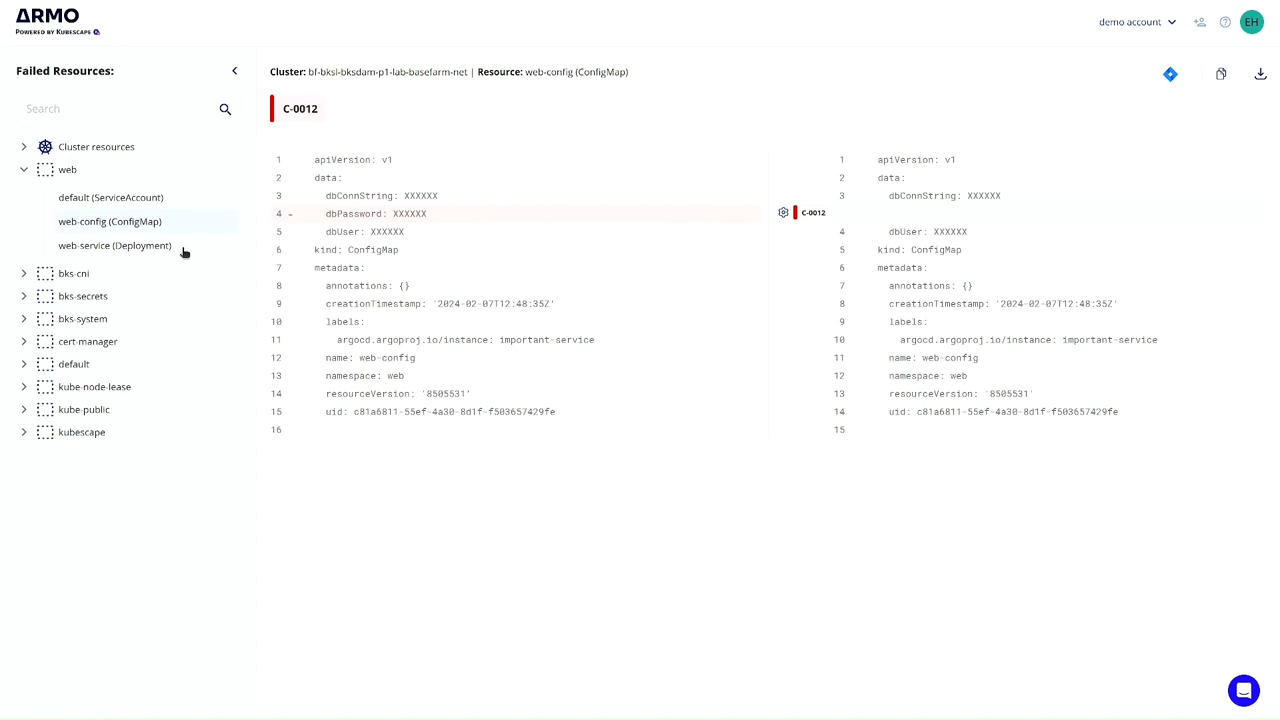 ARMO
POWERED BY KUBESCAPE
demo account
EH
Failed Resources:
Search
Cluster resources
web
default (ServiceAccount)
web-config (ConfigMap)
web-service (Deployment)
bks-cni
bks-secrets
bks-system
cert-manager
default
kube-node-lease
kube-public
kubescape
Cluster: bf-bksl-bksdam-p1-lab-basefarm-net | Resource: web-config (ConfigMap)
C-0012
1 apiVersion: v1
2 data:
3 dbConnString: XXXXXX
4 - dbPassword: XXXXXX
5 dbUser: XXXXXX
6 kind: ConfigMap
7 metadata:
8 annotations: {}
9 creationTimestamp: '2024-02-07T12:48:35Z'
10 labels:
11 argocd.argoproj.io/instance: important-service
12 name: web-config
13 namespace: web
14 resourceVersion: '8505531'
15 uid: c81a6811-55ef-4a30-8d1f-f503657429fe
16
C-0012
1 apiVersion: v1
2 data:
3 dbConnString: XXXXXX
4 dbUser: XXXXXX
5 kind: ConfigMap
6 metadata:
7 annotations: {}
8 creationTimestamp: '2024-02-07T12:48:35Z'
9 labels:
10 argocd.argoproj.io/instance: important-service
11 name: web-config
12 namespace: web
13 resourceVersion: '8505531'
14 uid: c81a6811-55ef-4a30-8d1f-f503657429fe
15